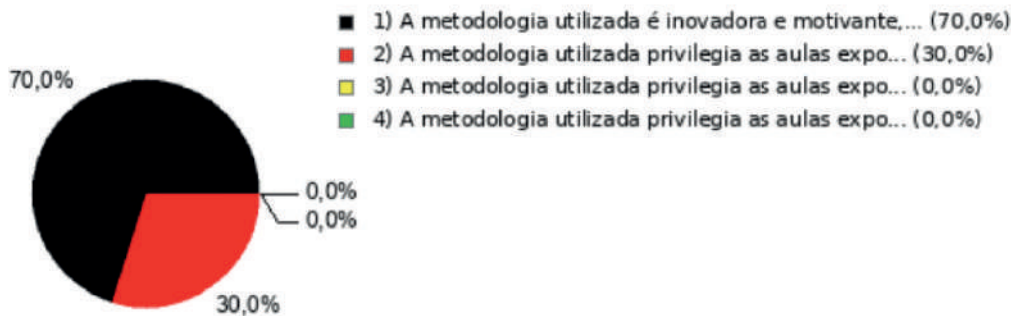 1) A metodologia utilizada é inovadora e motivante,... (70,0%)
2) A metodologia utilizada privilegia as aulas expo... (30,0%)
3) A metodologia utilizada privilegia as aulas expo... (0,0%)
4) A metodologia utilizada privilegia as aulas expo... (0,0%)
70,0%
0,0%
0,0%
30,0%